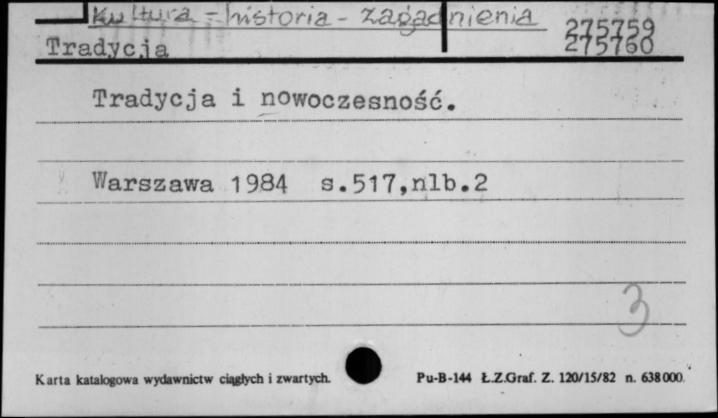 Kultura - historia - zagadnienia
275759
Tradycja 275760
Tradycja i nowoczesność.
Warszawa 1984 s.517,nlb.2
3
Karta katalogowa wydawnictw ciągłych i zwartych. Pu-B-144 Ł.Z.Graf. Z. 120/15/82 n. 638000.